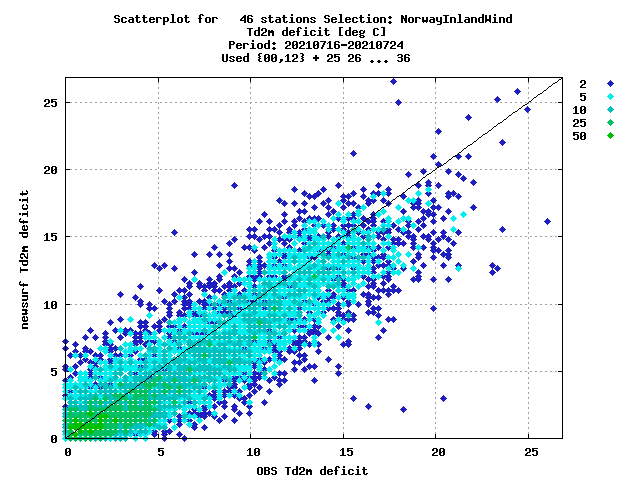 Scatterplot for   46 stations Selection: NorwayInlandWind
Td2m deficit [deg C]
Period: 20210716-20210724
Used {00,12} + 25 26 ... 36
2
5
10
25
50
25
20
15
10
5
0
newsurf Td2m deficit
0 5 10 15 20 25
OBS Td2m deficit